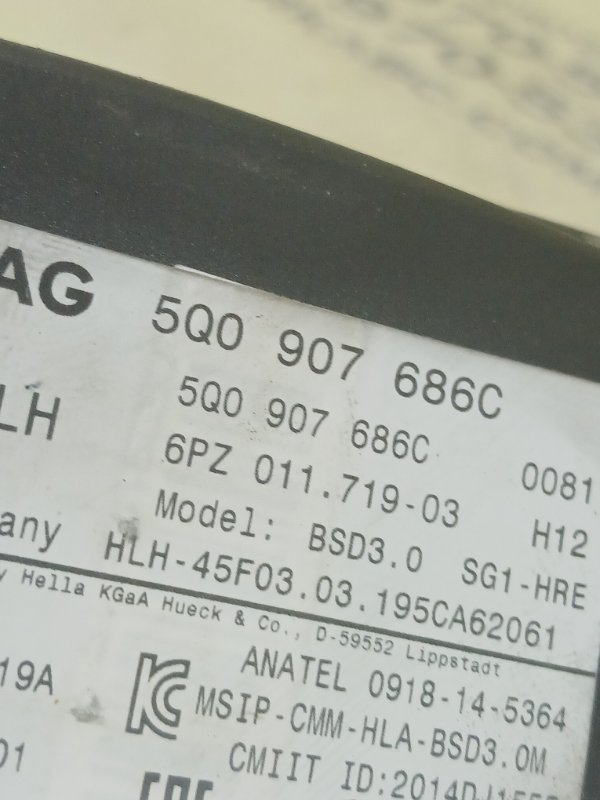 AG 5Q0 907 686C
5Q0 907 686C 0081
LH 6PZ 011.719-03 H12
Model: BSD3.0 SG1-HRE
any HLH-45F03.03.195CA62061
y Hella KGaA Hueck & Co., D-59552 Lippstadt
ANATEL 0918-14-5364
19A MSIP-CMM-HLA-BSD3.0M
01 CMIIT ID:2014DJ